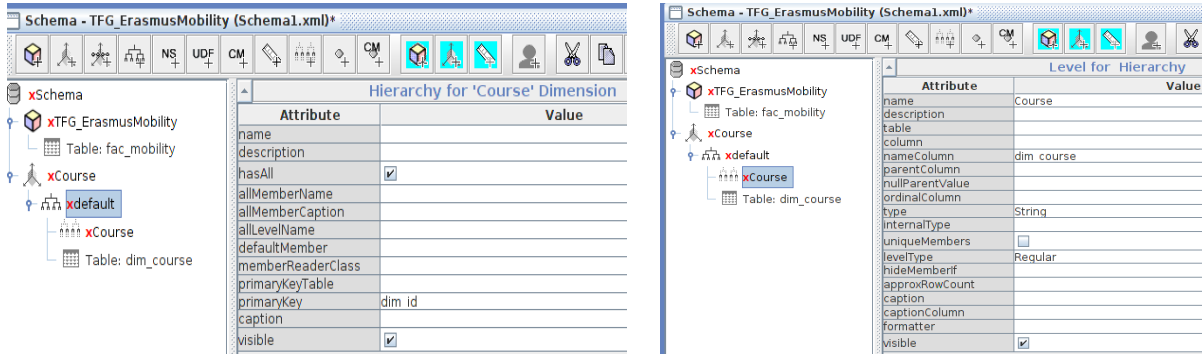 Schema - TFG_ErasmusMobility (Schema1.xml)*
NS UDF CM CM
xSchema
xTFG_ErasmusMobility
Table: fac_mobility
xCourse
xdefault
xCourse
Table: dim_course
Hierarchy for 'Course' Dimension
Attribute Value
name
description
hasAll
allMemberName
allMemberCaption
allLevelName
defaultMember
memberReaderClass
primaryKeyTable
primaryKey dim_id
caption
visible
Schema - TFG_ErasmusMobility (Schema1.xml)*
NS UDF CM CM
xSchema
xTFG_ErasmusMobility
Table: fac_mobility
xCourse
xdefault
xCourse
Table: dim_course
Level for Hierarchy
Attribute Value
name Course
description
table
column
nameColumn dim_course
parentColumn
nullParentValue
ordinalColumn
type String
internalType
uniqueMembers
levelType Regular
hideMemberIf
approxRowCount
caption
captionColumn
formatter
visible